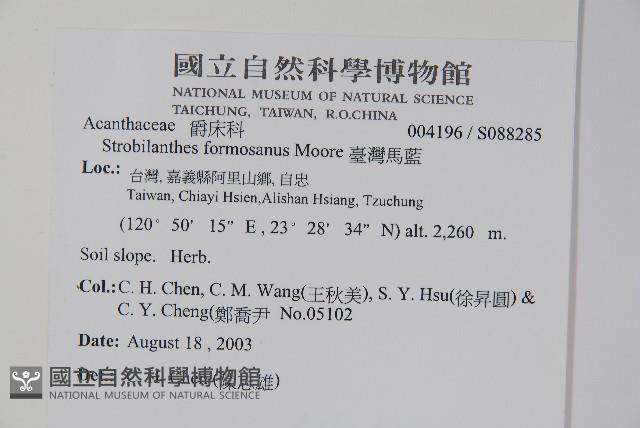 國立自然科學博物館
NATIONAL MUSEUM OF NATURAL SCIENCE
TAICHUNG, TAIWAN, R.O.CHINA
Acanthaceae 爵床科 004196 / S088285
Strobilanthes formosanus Moore 臺灣馬藍
Loc.: 台灣, 嘉義縣阿里山鄉, 自忠
Taiwan, Chiayi Hsien,Alishan Hsiang, Tzuchung
(120° 50' 15" E , 23° 28' 34" N) alt. 2,260 m.
Soil slope. Herb.
Col.: C. H. Chen, C. M. Wang(王秋美), S. Y. Hsu(徐昇圓) &
C. Y. Cheng(鄭喬尹 No.05102
Date: August 18 , 2003
國立自然科學博物館
NATIONAL MUSEUM OF NATURAL SCIENCE